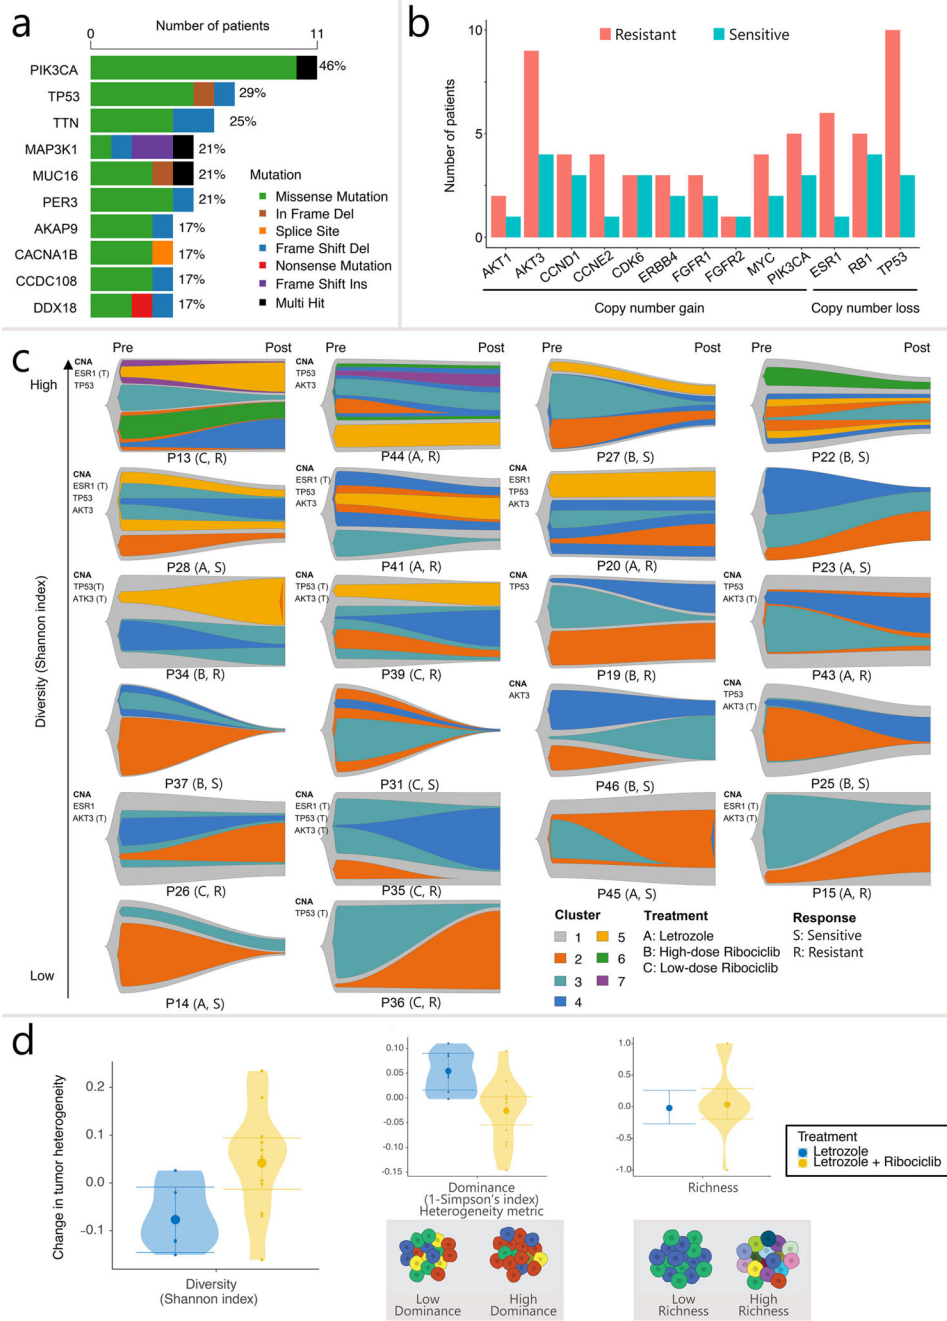 a
Number of patients
0
11
PIK3CA
46%
TP53
29%
TTN
25%
MAP3K1
21%
MUC16
21%
PER3
21%
AKAP9
17%
CACNA1B
17%
CCDC108
17%
DDX18
17%
Mutation
Missense Mutation
In Frame Del
Splice Site
Frame Shift Del
Nonsense Mutation
Frame Shift Ins
Multi Hit
b
Number of patients
10
5
0
Resistant
Sensitive
AKT1
AKT3
CCND1
CCNE2
CDK6
ERBB4
FGFR1
FGFR2
MYC
PIK3CA
ESR1
RB1
TP53
Copy number gain
Copy number loss
c
Diversity (Shannon index)
High
Low
Pre Post
Pre Post
Pre Post
Pre Post
CNA
ESR1 (T)
TP53
P13 (C, R)
CNA
TP53
AKT3
P44 (A, R)
P27 (B, S)
P22 (B, S)
CNA
ESR1 (T)
TP53
AKT3
P28 (A, S)
CNA
ESR1 (T)
TP53
AKT3
P41 (A, R)
CNA
ESR1
TP53
AKT3
P20 (A, R)
P23 (A, S)
CNA
TP53(T)
ATK3 (T)
P34 (B, R)
CNA
TP53 (T)
AKT3 (T)
P39 (C, R)
CNA
TP53
P19 (B, R)
CNA
TP53
AKT3 (T)
P43 (A, R)
P37 (B, S)
P31 (C, S)
CNA
AKT3
P46 (B, S)
CNA
TP53
AKT3 (T)
P25 (B, S)
CNA
ESR1
AKT3 (T)
P26 (C, R)
CNA
ESR1 (T)
TP53 (T)
AKT3 (T)
P35 (C, R)
P45 (A, S)
CNA
ESR1 (T)
AKT3 (T)
P15 (A, R)
P14 (A, S)
CNA
TP53 (T)
P36 (C, R)
Cluster
1
2
3
4
5
6
7
Treatment
A: Letrozole
B: High-dose Ribociclib
C: Low-dose Ribociclib
Response
S: Sensitive
R: Resistant
d
Change in tumor heterogeneity
0.2
0.1
0.0
-0.1
Diversity
(Shannon index)
0.10
0.05
0.00
-0.05
-0.10
-0.15
Dominance
(1-Simpson's index)
Heterogeneity metric
1.0
0.5
0.0
-0.5
-1.0
Richness
Treatment
Letrozole
Letrozole + Ribociclib
Low
Dominance
High
Dominance
Low
Richness
High
Richness